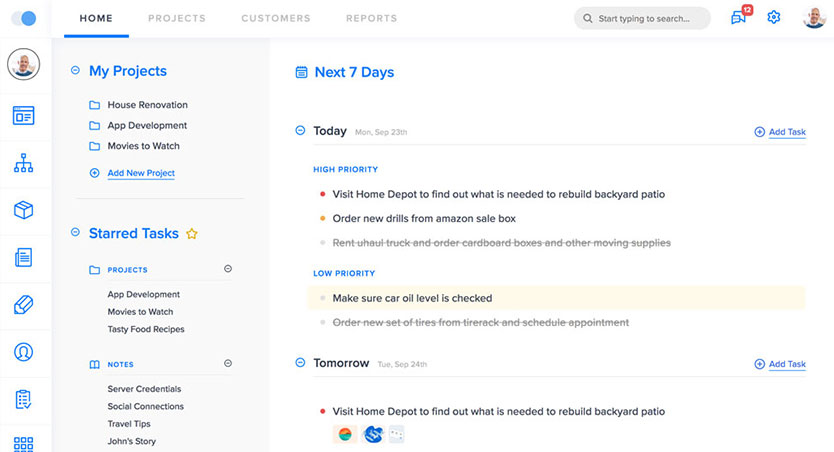 HOME
PROJECTS
CUSTOMERS
REPORTS
Start typing to search...
12
My Projects
House Renovation
App Development
Movies to Watch
Add New Project
Starred Tasks
PROJECTS
App Development
Movies to Watch
Tasty Food Recipes
NOTES
Server Credentials
Social Connections
Travel Tips
John's Story
Next 7 Days
Today Mon, Sep 23th
Add Task
HIGH PRIORITY
Visit Home Depot to find out what is needed to rebuild backyard patio
Order new drills from amazon sale box
Rent uhaul truck and order cardboard boxes and other moving supplies
LOW PRIORITY
Make sure car oil level is checked
Order new set of tires from tirerack and schedule appointment
Tomorrow Tue, Sep 24th
Add Task
Visit Home Depot to find out what is needed to rebuild backyard patio